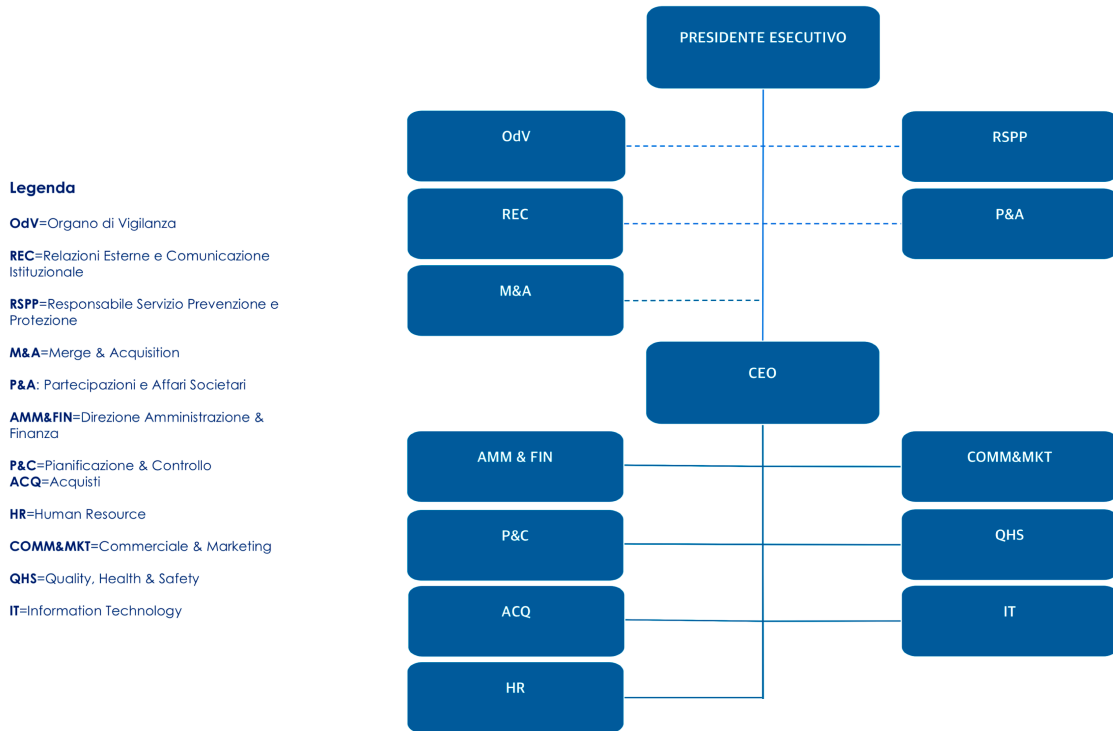 PRESIDENTE ESECUTIVO
OdV
RSPP
REC
P&A
M&A
CEO
AMM & FIN
COMM&MKT
P&C
QHS
ACQ
IT
HR
Legenda
OdV=Organo di Vigilanza
REC=Relazioni Esterne e Comunicazione
Istituzionale
RSPP=Responsabile Servizio Prevenzione e
Protezione
M&A=Merge & Acquisition
P&A: Partecipazioni e Affari Societari
AMM&FIN=Direzione Amministrazione &
Finanza
P&C=Pianificazione & Controllo
ACQ=Acquisti
HR=Human Resource
COMM&MKT=Commerciale & Marketing
QHS=Quality, Health & Safety
IT=Information Technology